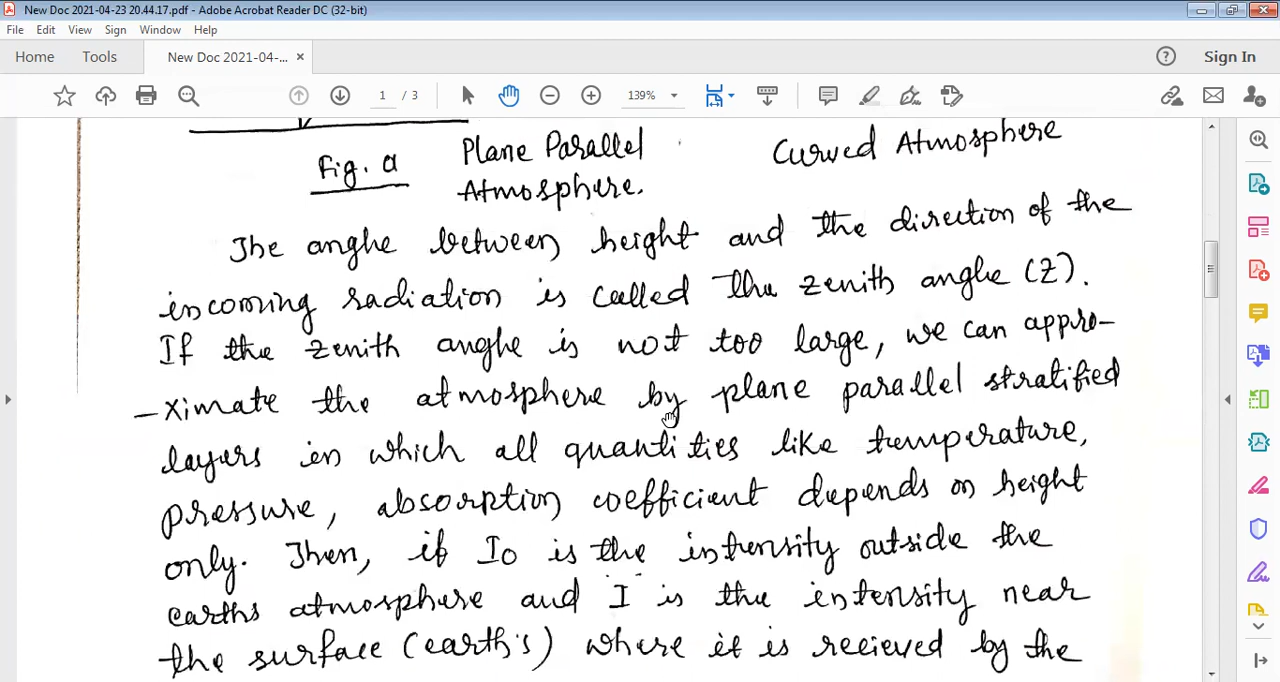 New Doc 2021-04-23 20.44.17.pdf - Adobe Acrobat Reader DC (32-bit)
File Edit View Sign Window Help
Home Tools New Doc 2021-04-... × Sign In
1 / 3 139%
Fig. a Plane Parallel Curved Atmosphere
Atmosphere.
The anghe between height and the direction of the
incoming radiation is called the zenith anghe (Z).
If the zenith anghe is not too large, we can appro-
-ximate the atmosphere by plane parallel stratified
layers in which all quantities like temperature,
pressure, absorption coefficient depends on height
only. Then, if Io is the intensity outside the
earths atmosphere and I is the intensity near
the surface (earth's) where it is recieved by the